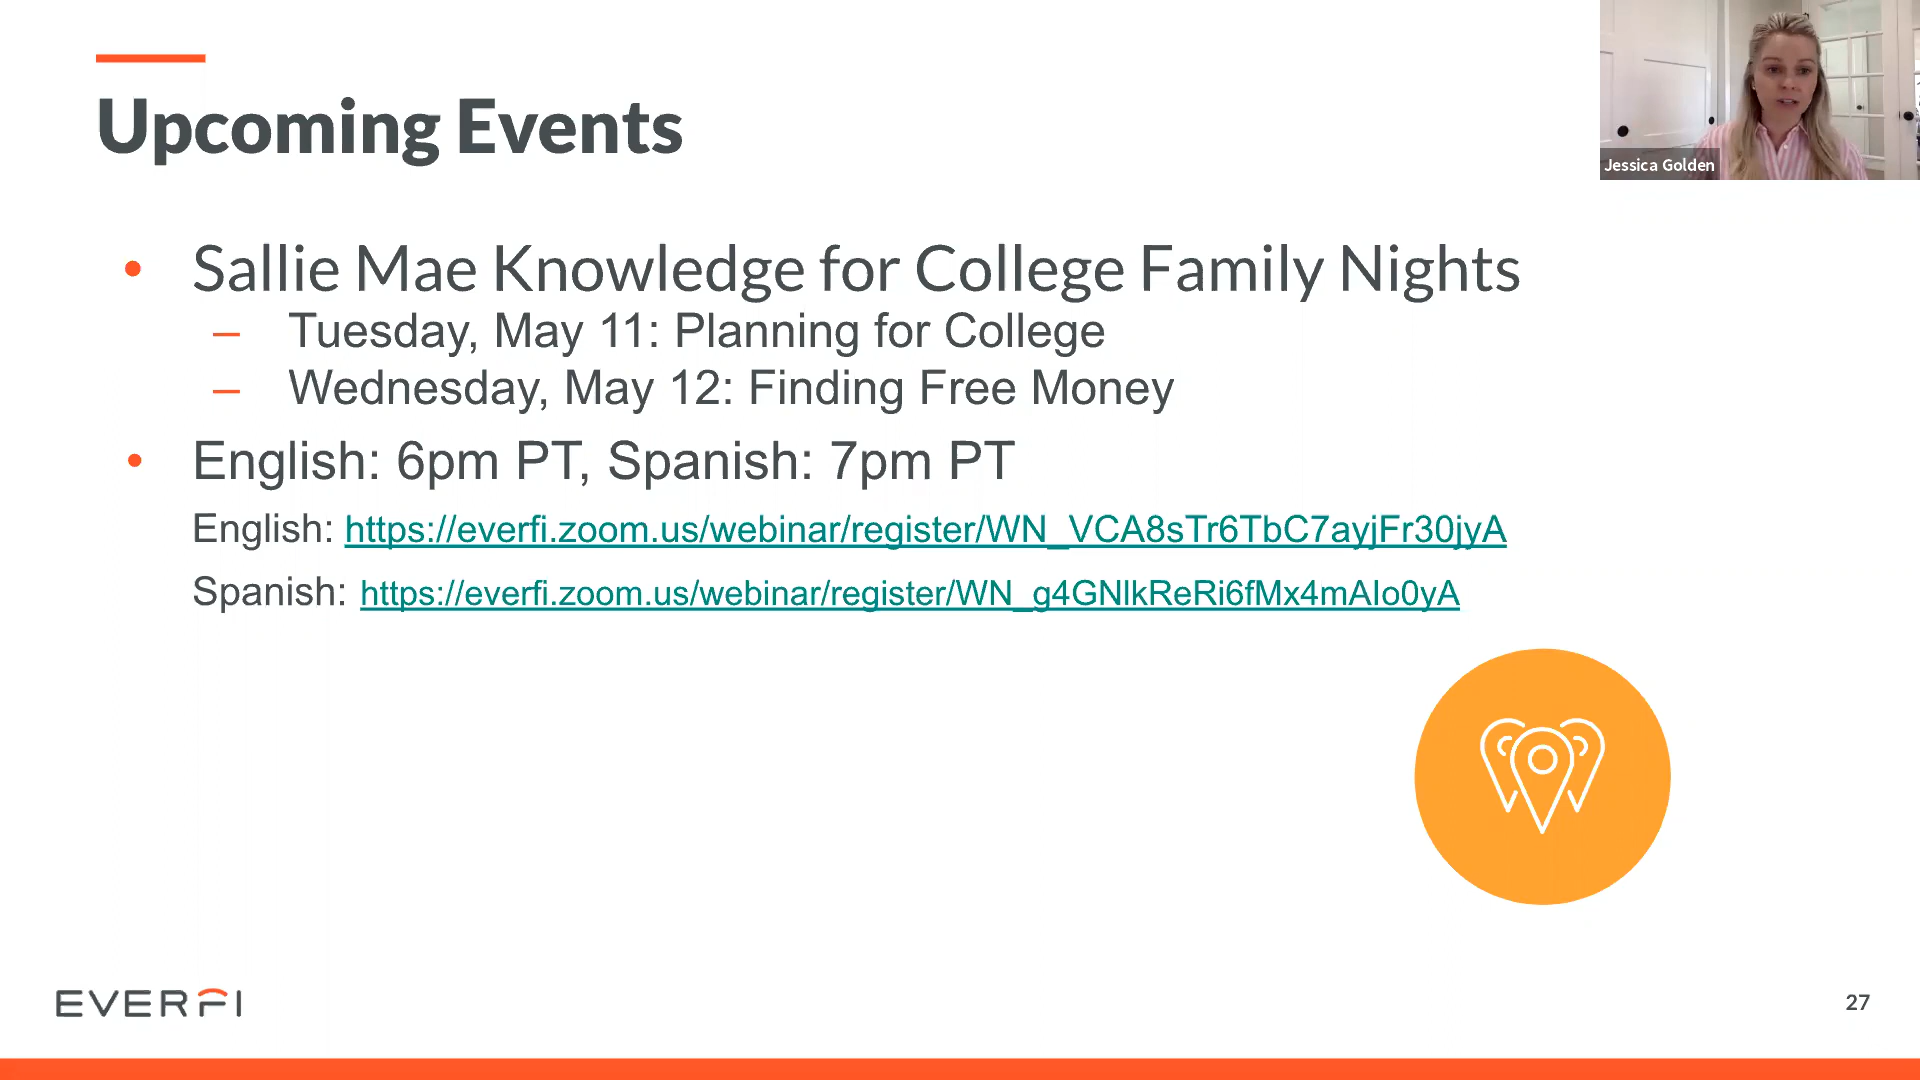 Upcoming Events
Jessica Golden
• Sallie Mae Knowledge for College Family Nights
– Tuesday, May 11: Planning for College
– Wednesday, May 12: Finding Free Money
• English: 6pm PT, Spanish: 7pm PT
English: https://everfi.zoom.us/webinar/register/WN_VCA8sTr6TbC7ayjFr30jyA
Spanish: https://everfi.zoom.us/webinar/register/WN_g4GNlkReRi6fMx4mAIo0yA
EVERFI
27